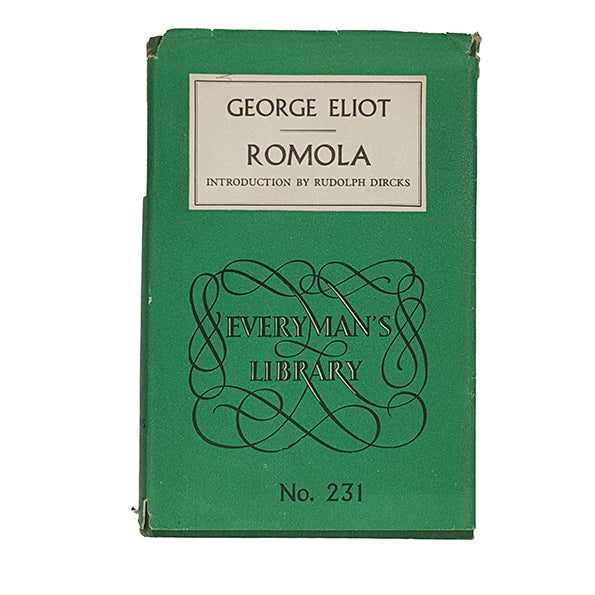 GEORGE ELIOT
ROMOLA
INTRODUCTION BY RUDOLPH DIRCKS
EVERYMAN'S
LIBRARY
No. 231